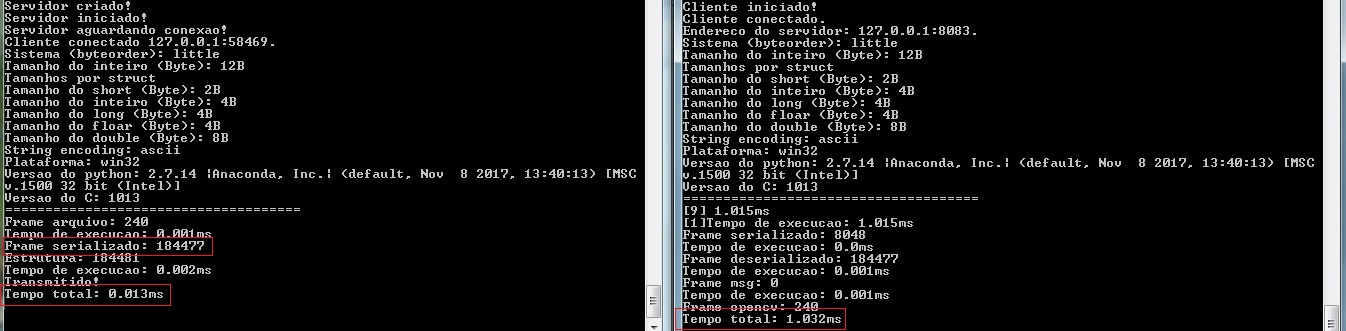 Servidor criado!
Servidor iniciado!
Servidor aguardando conexao!
Cliente conectado 127.0.0.1:58469.
Sistema (byteorder): little
Tamanho do inteiro (Byte): 12B
Tamanhos por struct
Tamanho do short (Byte): 2B
Tamanho do inteiro (Byte): 4B
Tamanho do long (Byte): 4B
Tamanho do floar (Byte): 4B
Tamanho do double (Byte): 8B
String encoding: ascii
Plataforma: win32
Versao do python: 2.7.14 |Anaconda, Inc.| (default, Nov  8 2017, 13:40:13) [MSC
v.1500 32 bit (Intel)]
Versao do C: 1013
=====================================
Frame arquivo: 240
Tempo de execucao: 0.001ms
Frame serializado: 184477
Estrutura: 184481
Tempo de execucao: 0.002ms
Transmitido!
Tempo total: 0.013ms
Cliente iniciado!
Cliente conectado.
Endereco do servidor: 127.0.0.1:8083.
Sistema (byteorder): little
Tamanho do inteiro (Byte): 12B
Tamanhos por struct
Tamanho do short (Byte): 2B
Tamanho do inteiro (Byte): 4B
Tamanho do long (Byte): 4B
Tamanho do floar (Byte): 4B
Tamanho do double (Byte): 8B
String encoding: ascii
Plataforma: win32
Versao do python: 2.7.14 |Anaconda, Inc.| (default, Nov  8 2017, 13:40:13) [MSC
v.1500 32 bit (Intel)]
Versao do C: 1013
=====================================
[9] 1.015ms
[1]Tempo de execucao: 1.015ms
Frame serializado: 8048
Tempo de execucao: 0.0ms
Frame deserializado: 184477
Tempo de execucao: 0.001ms
Frame msg: 0
Tempo de execucao: 0.001ms
Frame opencv: 240
Tempo total: 1.032ms